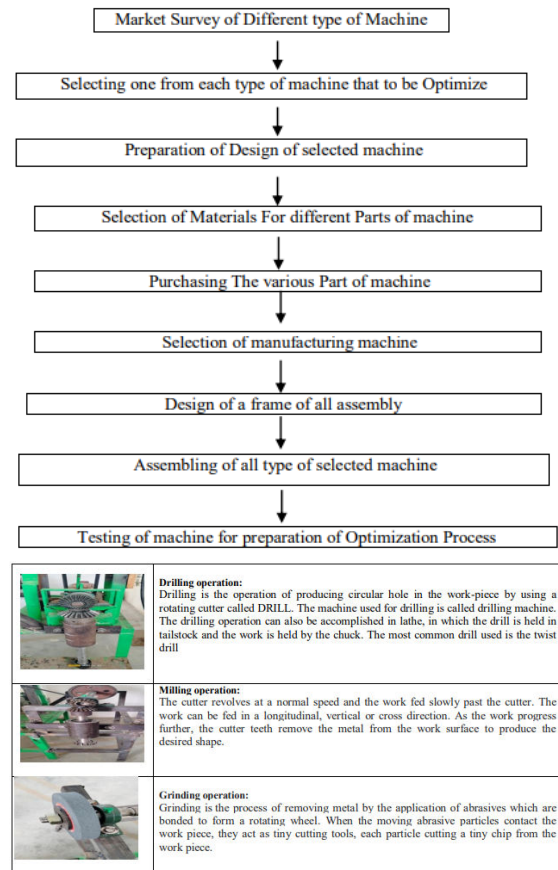 Market Survey of Different type of Machine
Selecting one from each type of machine that to be Optimize
Preparation of Design of selected machine
Selection of Materials For different Parts of machine
Purchasing The various Part of machine
Selection of manufacturing machine
Design of a frame of all assembly
Assembling of all type of selected machine
Testing of machine for preparation of Optimization Process
Drilling operation:
Drilling is the operation of producing circular hole in the work-piece by using a
rotating cutter called DRILL. The machine used for drilling is called drilling machine.
The drilling operation can also be accomplished in lathe, in which the drill is held in
tailstock and the work is held by the chuck. The most common drill used is the twist
drill
Milling operation:
The cutter revolves at a normal speed and the work fed slowly past the cutter. The
work can be fed in a longitudinal, vertical or cross direction. As the work progress
further, the cutter teeth remove the metal from the work surface to produce the
desired shape.
Grinding operation:
Grinding is the process of removing metal by the application of abrasives which are
bonded to form a rotating wheel. When the moving abrasive particles contact the
work piece, they act as tiny cutting tools, each particle cutting a tiny chip from the
work piece.